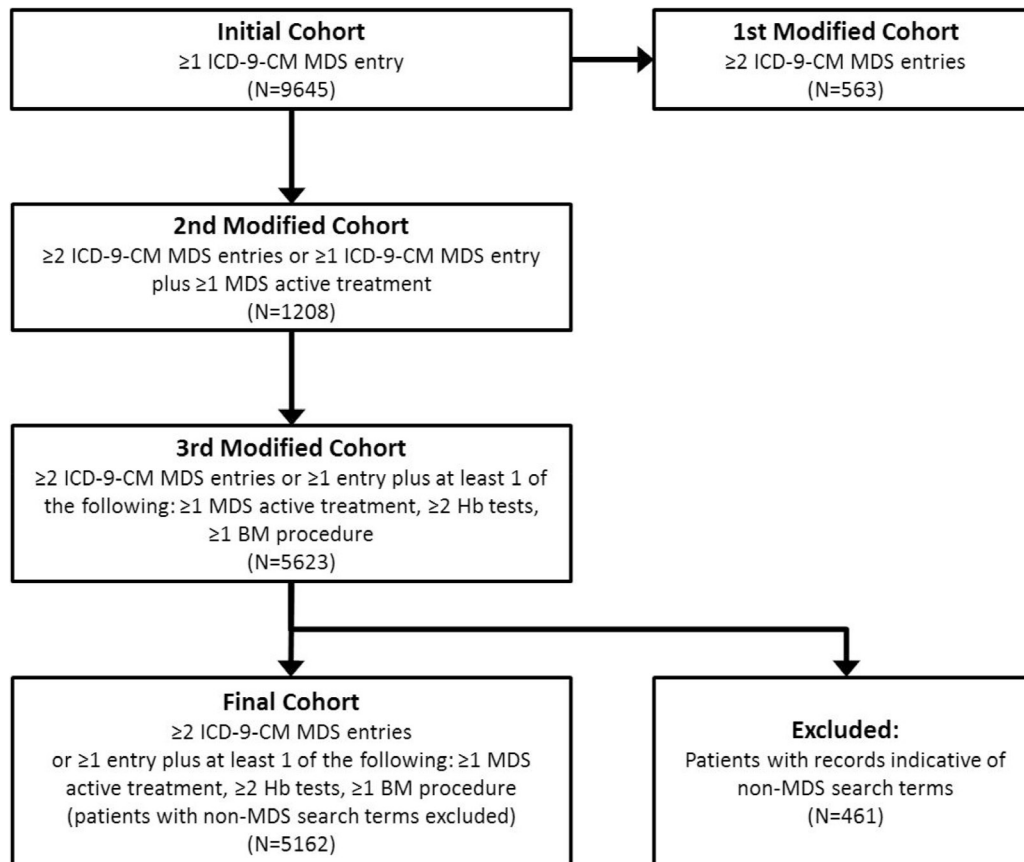 Initial Cohort
≥1 ICD-9-CM MDS entry
(N=9645)
1st Modified Cohort
≥2 ICD-9-CM MDS entries
(N=563)
2nd Modified Cohort
≥2 ICD-9-CM MDS entries or ≥1 ICD-9-CM MDS entry
plus ≥1 MDS active treatment
(N=1208)
3rd Modified Cohort
≥2 ICD-9-CM MDS entries or ≥1 entry plus at least 1 of
the following: ≥1 MDS active treatment, ≥2 Hb tests,
≥1 BM procedure
(N=5623)
Final Cohort
≥2 ICD-9-CM MDS entries
or ≥1 entry plus at least 1 of the following: ≥1 MDS
active treatment, ≥2 Hb tests, ≥1 BM procedure
(patients with non-MDS search terms excluded)
(N=5162)
Excluded:
Patients with records indicative of
non-MDS search terms
(N=461)